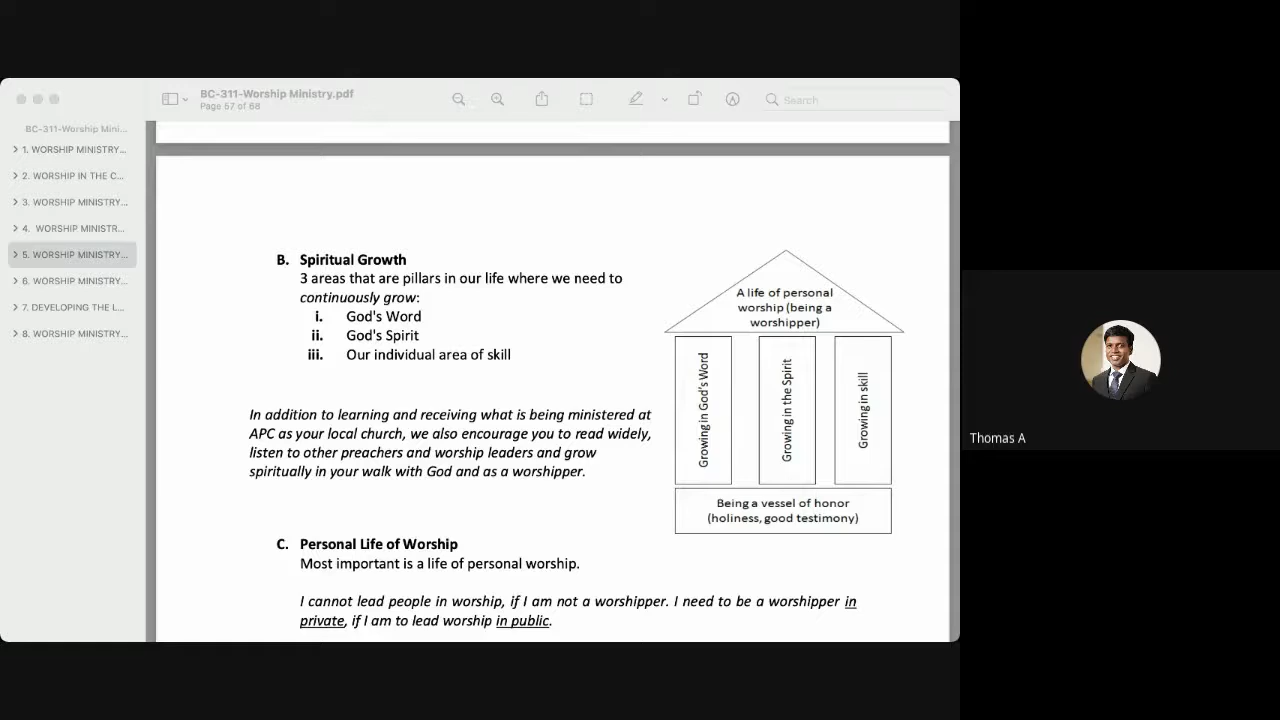 BC-311-Worship Ministry.pdf
Page 57 of 68
Search
BC-311-Worship Mini...
1. WORSHIP MINISTRY...
2. WORSHIP IN THE C...
3. WORSHIP MINISTRY...
4. WORSHIP MINISTR...
5. WORSHIP MINISTRY...
6. WORSHIP MINISTRY...
7. DEVELOPING THE L...
8. WORSHIP MINISTRY...
B. Spiritual Growth
3 areas that are pillars in our life where we need to
continuously grow:
i. God's Word
ii. God's Spirit
iii. Our individual area of skill
In addition to learning and receiving what is being ministered at
APC as your local church, we also encourage you to read widely,
listen to other preachers and worship leaders and grow
spiritually in your walk with God and as a worshipper.
A life of personal
worship (being a
worshipper)
Growing in God's Word
Growing in the Spirit
Growing in skill
Being a vessel of honor
(holiness, good testimony)
C. Personal Life of Worship
Most important is a life of personal worship.
I cannot lead people in worship, if I am not a worshipper. I need to be a worshipper in
private, if I am to lead worship in public.
Thomas A